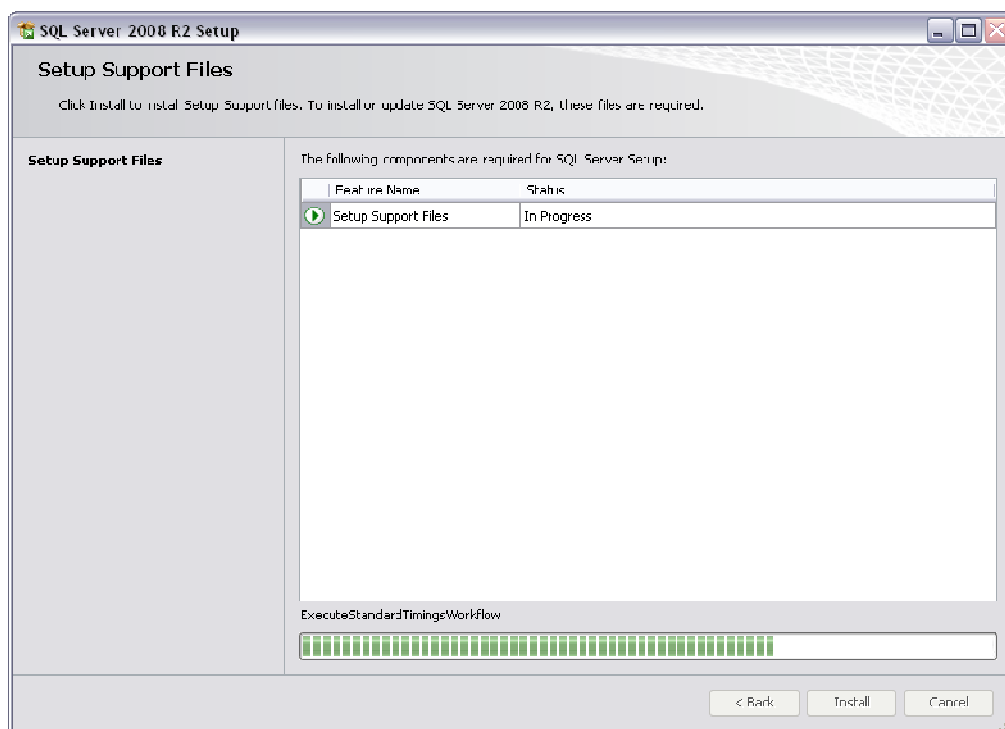 SQL Server 2008 R2 Setup
Setup Support Files
Click Install to install Setup Support files. To install or update SQL Server 2008 R2, these files are required.
Setup Support Files
The following components are required for SQL Server Setup:
Feature Name Status
Setup Support Files In Progress
ExecuteStandardTimingsWorkflow
< Back Install Cancel